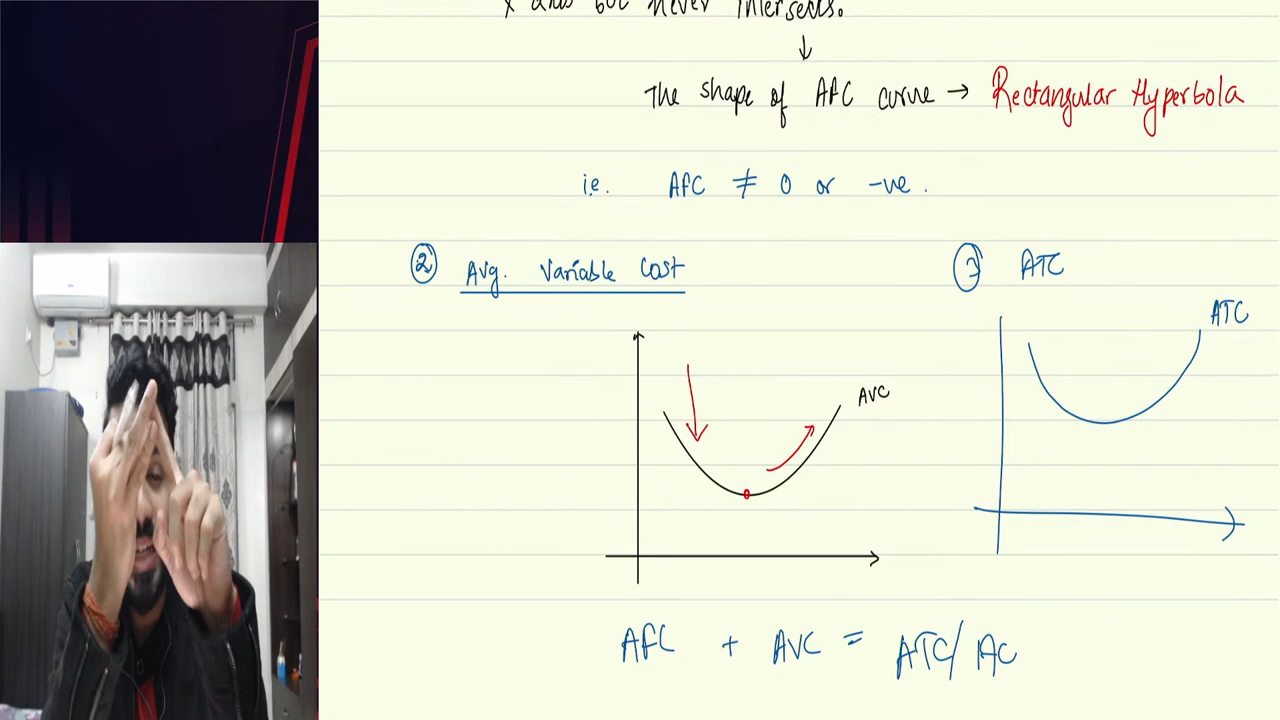 but never intersects.
↓
The shape of AFC curve → Rectangular Hyperbola
i.e. AFC ≠ 0 or -ve.
② Avg. Variable Cost
③ ATC
ATC
AVC
AFC + AVC = ATC/AC